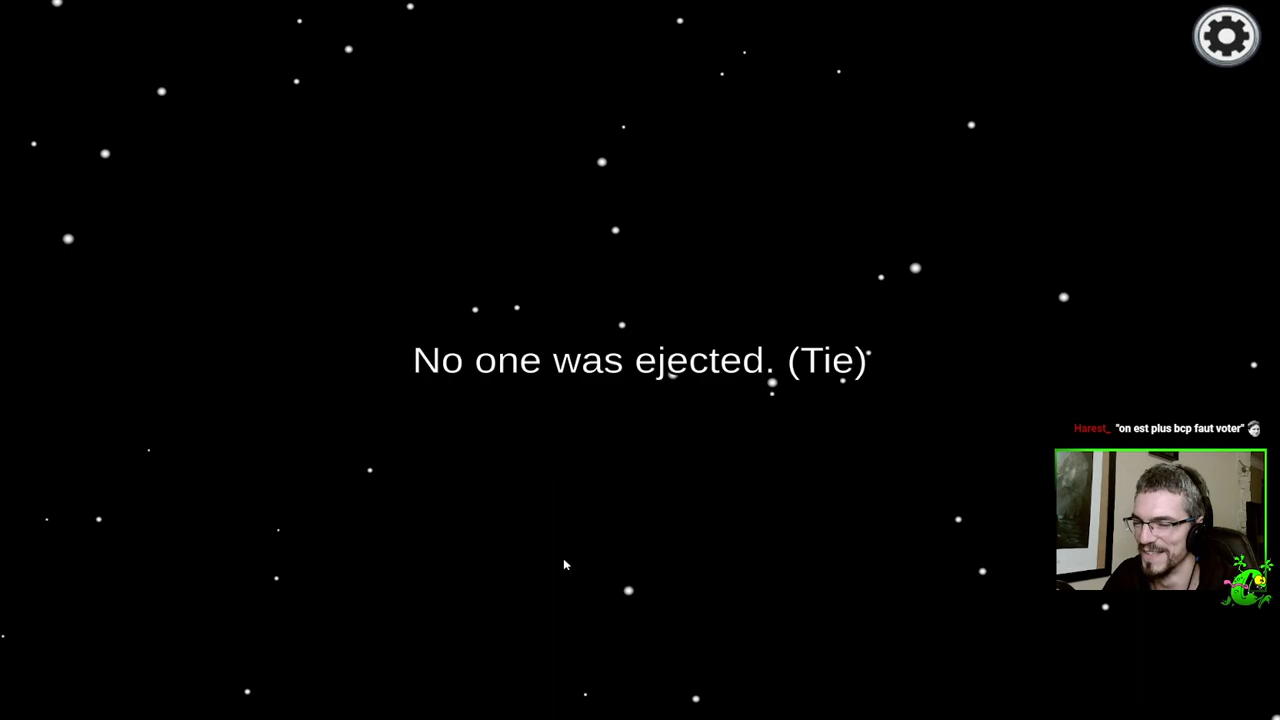 No one was ejected. (Tie)
Harest_ "on est plus bcp faut voter"